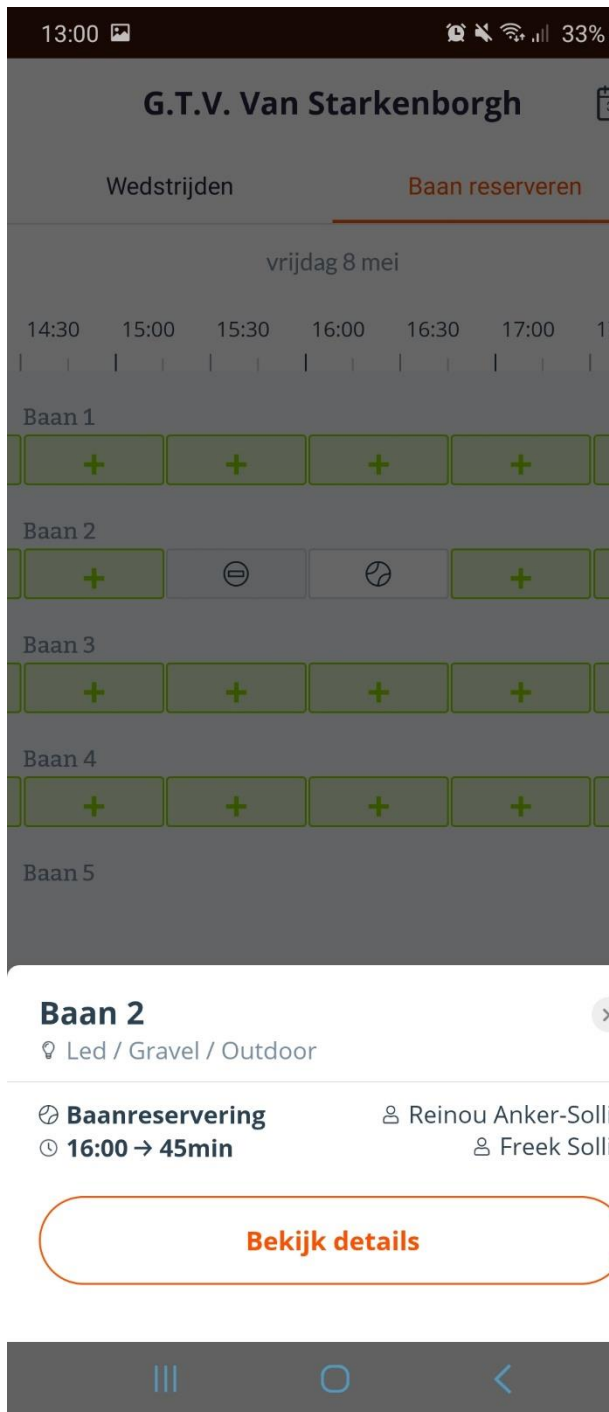 13:00 33%
G.T.V. Van Starkenborgh
Wedstrijden Baan reserveren
vrijdag 8 mei
14:30 15:00 15:30 16:00 16:30 17:00
Baan 1
Baan 2
Baan 3
Baan 4
Baan 5
Baan 2
Led / Gravel / Outdoor
Baanreservering Reinou Anker-Solli
16:00 → 45min Freek Solli
Bekijk details